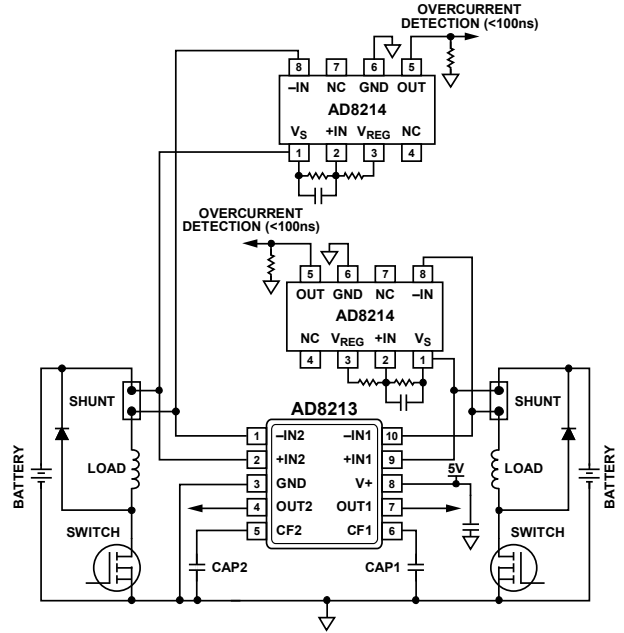 OVERCURRENT
DETECTION (<100ns)
8 7 6 5
–IN NC GND OUT
AD8214
VS +IN VREG NC
1 2 3 4
OVERCURRENT
DETECTION (<100ns)
5 6 7 8
OUT GND NC –IN
AD8214
NC VREG +IN VS
4 3 2 1
SHUNT
AD8213
SHUNT
1 –IN2 –IN1 10
2 +IN2 +IN1 9
LOAD
LOAD
BATTERY
BATTERY
3 GND V+ 8
5V
4 OUT2 OUT1 7
5 CF2 CF1 6
SWITCH
SWITCH
CAP2
CAP1